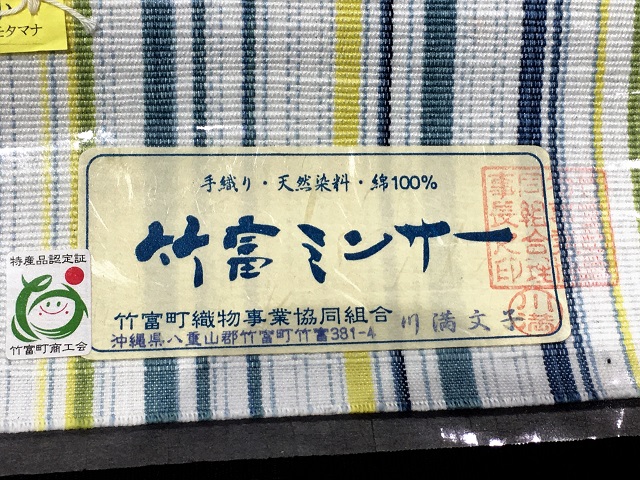 モタマナ
手織り・天然染料・綿100%
竹富ミンサー
竹富町織物事業協同組合
川満文子
沖縄県八重山郡竹富町竹富381-4
特産品認定証
竹富町商工会
川満